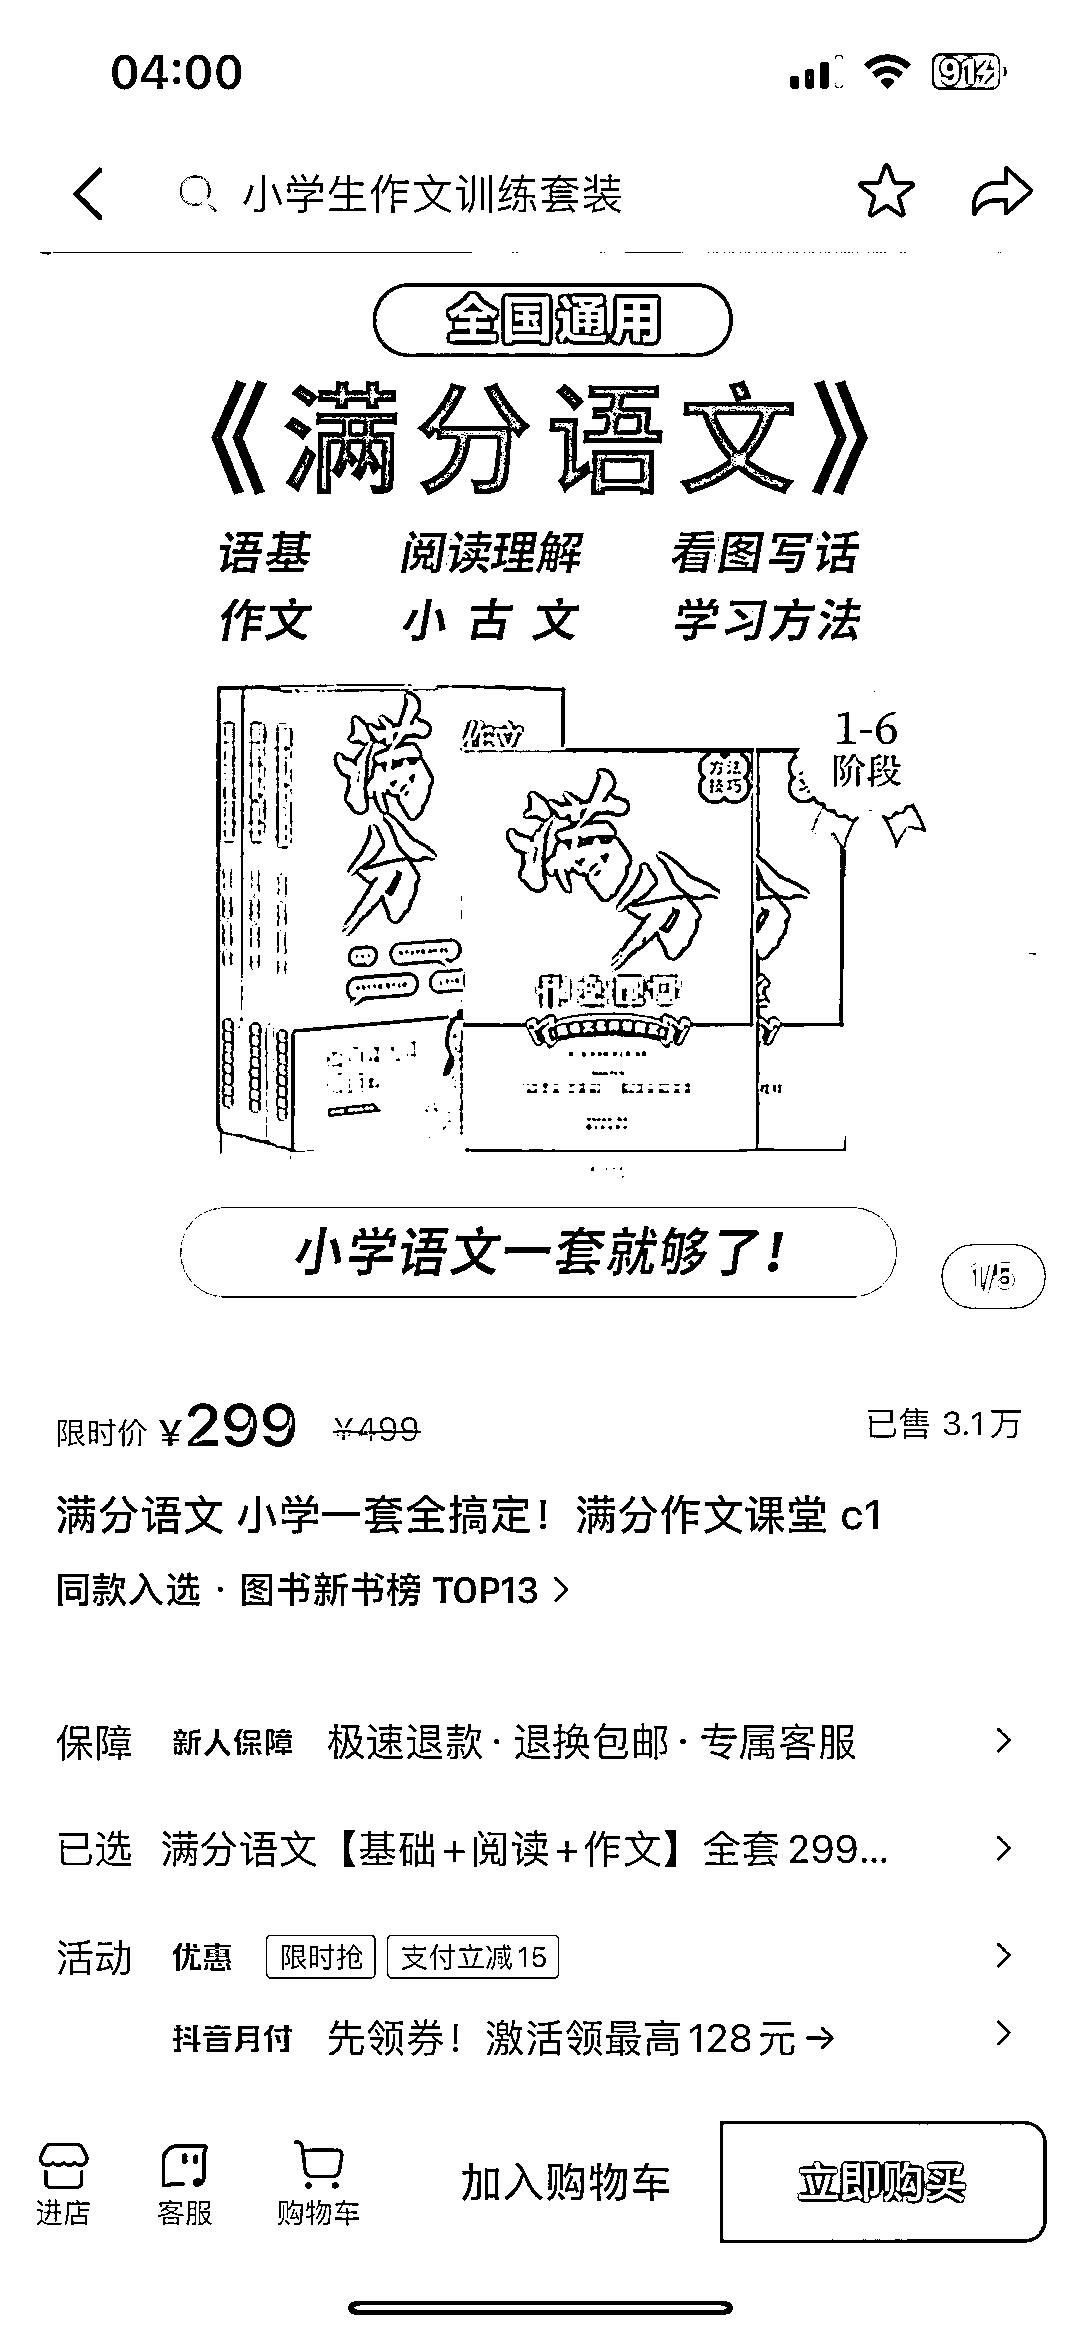 04:00
91
小学生作文训练套装
全国通用
《满分语文》
语基 阅读理解 看图写话
作文 小古文 学习方法
1-6
阶段
满分
作文
满分
方法
技巧
分
小学语文一套就够了！
1/5
限时价 ¥299 ¥499 已售 3.1万
满分语文 小学一套全搞定！满分作文课堂 c1
同款入选 · 图书新书榜 TOP13
保障 新人保障 极速退款 · 退换包邮 · 专属客服
已选 满分语文【基础+阅读+作文】全套 299...
活动 优惠 限时抢 支付立减15
抖音月付 先领券！激活领最高128元→
进店 客服 购物车 加入购物车 立即购买